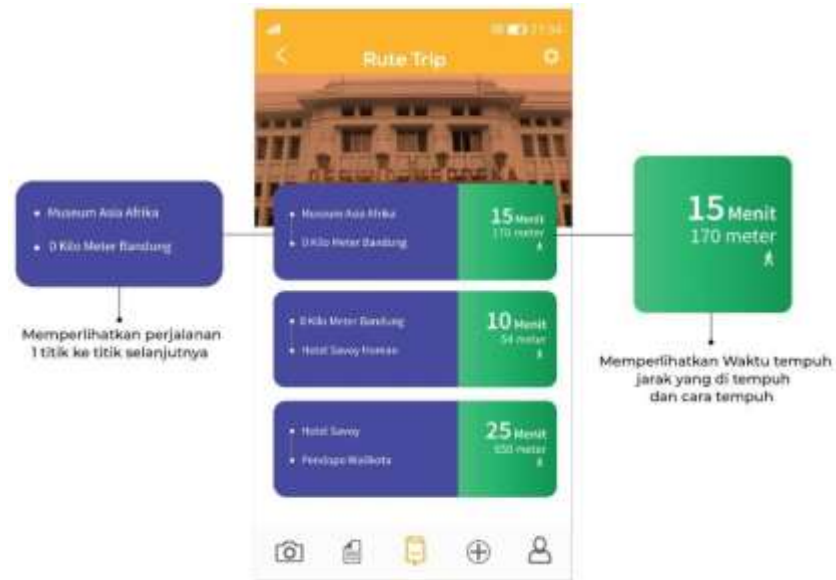 Rute Trip
Museum Asia Afrika
0 Kilo Meter Bandung
Memperlihatkan perjalanan
1 titik ke titik selanjutnya
Museum Asia Afrika
0 Kilo Meter Bandung
15 Menit
170 meter
0 Kilo Meter Bandung
Hotel Savoy Homan
10 Menit
54 meter
Hotel Savoy
Pendopo Walikota
25 Menit
650 meter
15 Menit
170 meter
Memperlihatkan Waktu tempuh
jarak yang di tempuh
dan cara tempuh